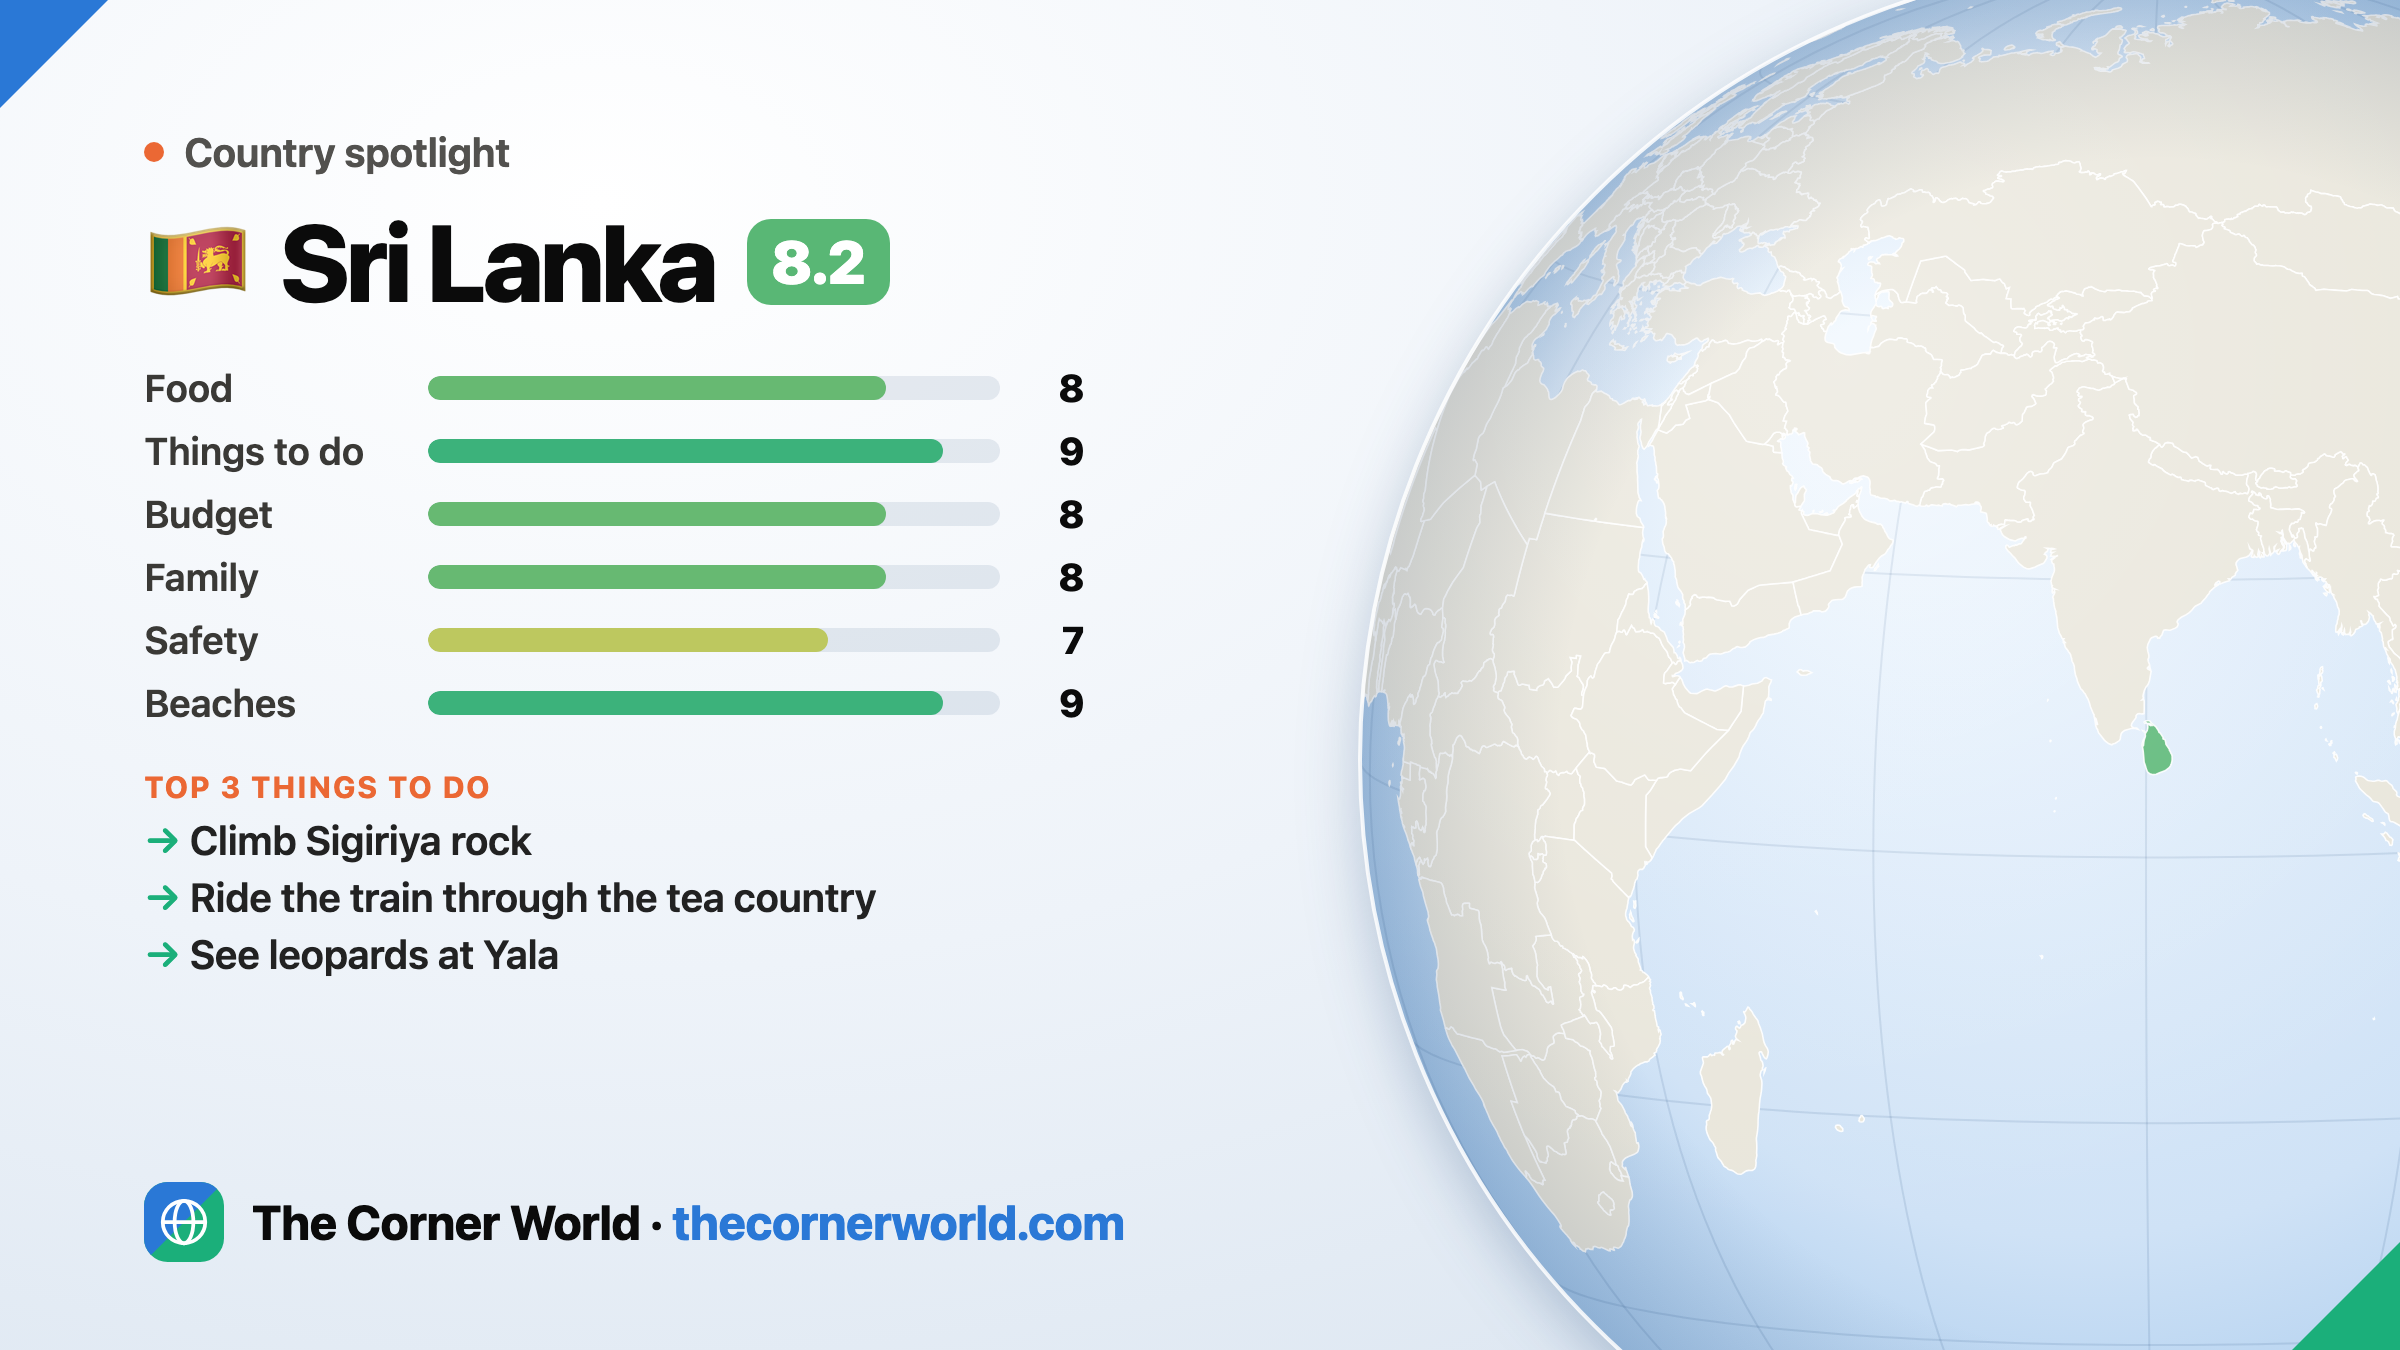 Country spotlight
Sri Lanka 8.2
Food 8
Things to do 9
Budget 8
Family 8
Safety 7
Beaches 9
TOP 3 THINGS TO DO
→ Climb Sigiriya rock
→ Ride the train through the tea country
→ See leopards at Yala
The Corner World · thecornerworld.com